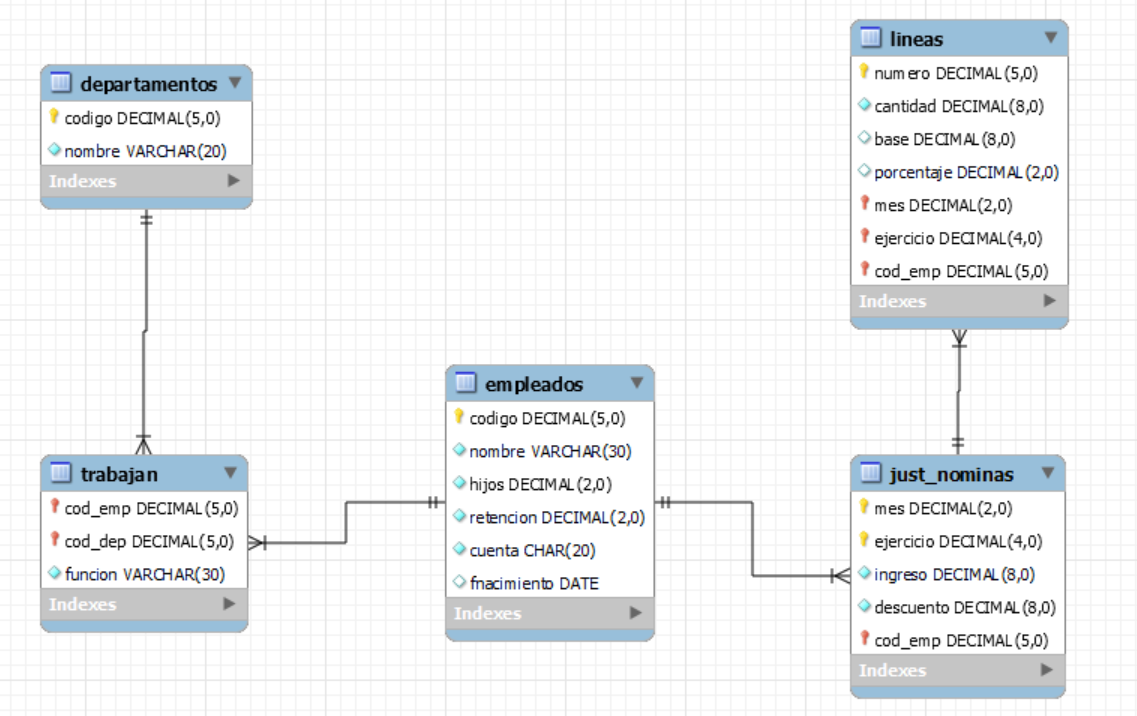 departamentos
codigo DECIMAL(5,0)
nombre VARCHAR(20)
Indexes
trabajan
cod_emp DECIMAL(5,0)
cod_dep DECIMAL(5,0)
funcion VARCHAR(30)
Indexes
empleados
codigo DECIMAL(5,0)
nombre VARCHAR(30)
hijos DECIMAL(2,0)
retencion DECIMAL(2,0)
cuenta CHAR(20)
fnacimiento DATE
Indexes
lineas
numero DECIMAL(5,0)
cantidad DECIMAL(8,0)
base DECIMAL(8,0)
porcentaje DECIMAL(2,0)
mes DECIMAL(2,0)
ejercicio DECIMAL(4,0)
cod_emp DECIMAL(5,0)
Indexes
just_nominas
mes DECIMAL(2,0)
ejercicio DECIMAL(4,0)
ingreso DECIMAL(8,0)
descuento DECIMAL(8,0)
cod_emp DECIMAL(5,0)
Indexes